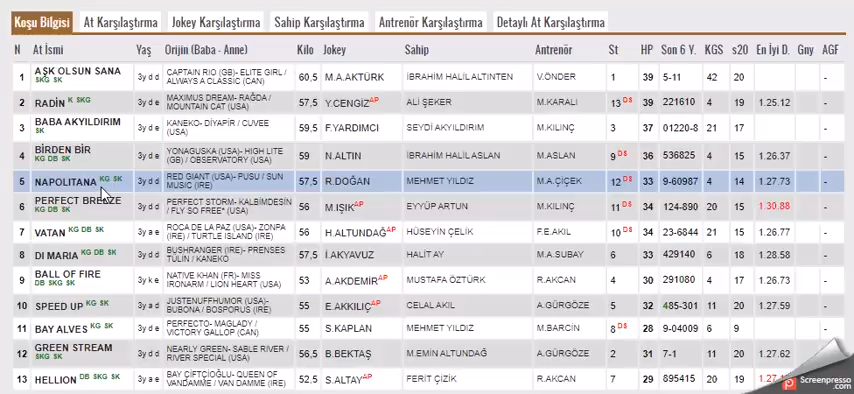 Koşu Bilgisi At Karşılaştırma Jokey Karşılaştırma Sahip Karşılaştırma Antrenör Karşılaştırma Detaylı At Karşılaştırma
N At İsmi Yaş Orijin (Baba - Anne) Kilo Jokey Sahip Antrenör St HP Son 6 Y. KGS s20 En İyi D. Gny AGF
1 AŞK OLSUN SANA SKG SK 3y d d CAPTAIN RIO (GB)- ELITE GIRL / ALWAYS A CLASSIC (CAN) 60,5 M.A.AKTÜRK İBRAHİM HALİL ALTINTEN V.ÖNDER 1 39 5-11 42 20 -
2 RADİN K SKG 3y d e MAXIMUS DREAM- RAĞDA / MOUNTAIN CAT (USA) 57,5 Y.CENGİZ AP ALİ ŞEKER M.KARALI 13 DS 39 221610 4 19 1.25.12 -
3 BABA AKYILDIRIM SK 3y d e KANEKO- DİYAPİR / CUVEE (USA) 59,5 F.YARDIMCI SEYDİ AKYILDIRIM M.KILINÇ 3 37 01220-8 21 17 -
4 BİRDEN BİR KG DB SK 3y d e YONAGUSKA (USA)- HIGH LITE (GB) / OBSERVATORY (USA) 59 N.ALTIN İBRAHİM HALİL ASLAN M.ASLAN 9 DS 36 536825 4 15 1.26.37 -
5 NAPOLITANA KG SK 3y d d RED GIANT (USA)- PUSU / SUN MUSIC (IRE) 57,5 R.DOĞAN MEHMET YILDIZ M.A.ÇİÇEK 12 DS 33 9-60987 4 14 1.27.73 -
6 PERFECT BREEZE KG DB SK 3y d d PERFECT STORM- KALBİMDESİN / FLY SO FREE* (USA) 56 M.IŞIK AP EYYÜP ARTUN M.KILINÇ 11 DS 34 124-890 20 15 1.30.88 -
7 VATAN KG DB SK 3y a e ROCA DE LA PAZ (USA)- ZONPA (IRE) / TURTLE ISLAND (IRE) 56 H.ALTUNDAĞ AP HÜSEYİN ÇELİK F.E.AKIL 10 DS 34 23-6844 21 15 1.26.77 -
8 DI MARIA KG DB SK 3y d d BUSHRANGER (IRE)- PRENSES TÜLİN / KANEKO 57,5 İ.AKYAVUZ HALİT AY M.A.SUBAY 6 33 429140 6 18 1.28.58 -
9 BALL OF FIRE DB SKG SK 3y k e NATIVE KHAN (FR)- MISS IRONARM / LION HEART (USA) 53 A.AKDEMİR AP MUSTAFA ÖZTÜRK R.AKCAN 4 30 291080 4 17 1.26.73 -
10 SPEED UP KG SK 3y a d JUSTENUFFHUMOR (USA)- BUBONA / BOSPORUS (IRE) 55 E.AKKILIÇ AP CELAL AKIL A.GÜRGÖZE 5 32 485-301 11 20 1.27.59 -
11 BAY ALVES KG SK 3y d e PERFECTO- MAGLADY / VICTORY GALLOP (CAN) 55 S.KAPLAN MEHMET YILDIZ M.BARCİN 8 DS 28 9-04009 6 9 -
12 GREEN STREAM SKG SK 3y d d NEARLY GREEN- SABLE RIVER / RIVER SPECIAL (USA) 56,5 B.BEKTAŞ M.EMİN ALTUNDAĞ A.GÜRGÖZE 2 31 7-1 11 20 1.27.62 -
13 HELLION DB SKG SK 3y a e BAY ÇİFTÇİOĞLU- QUEEN OF VANDAMME / VAN DAMME (IRE) 52,5 S.ALTAY AP FERİT ÇİZİK R.AKCAN 7 29 895415 20 19
Screenpresso.com